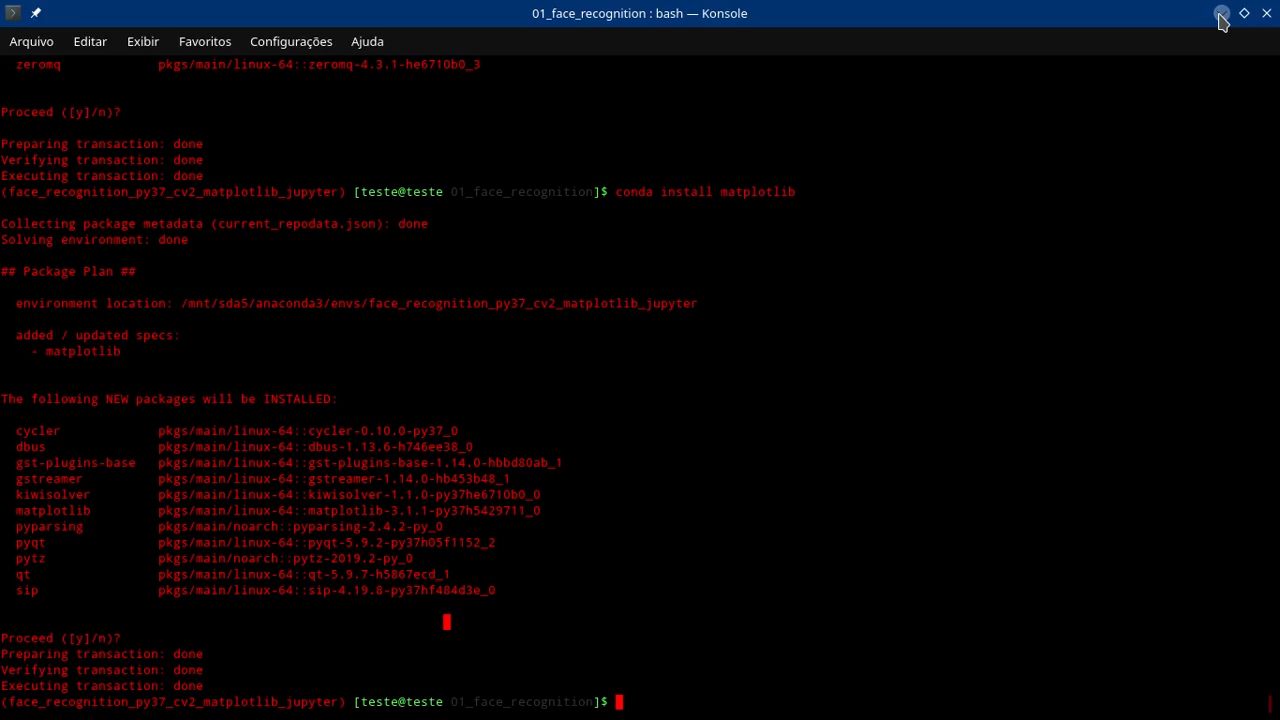 01_face_recognition : bash — Konsole
Arquivo Editar Exibir Favoritos Configurações Ajuda
zeromq pkgs/main/linux-64::zeromq-4.3.1-he6710b0_3
Proceed ([y]/n)?
Preparing transaction: done
Verifying transaction: done
Executing transaction: done
(face_recognition_py37_cv2_matplotlib_jupyter) [teste@teste 01_face_recognition]$ conda install matplotlib
Collecting package metadata (current_repodata.json): done
Solving environment: done
## Package Plan ##
environment location: /mnt/sda5/anaconda3/envs/face_recognition_py37_cv2_matplotlib_jupyter
added / updated specs:
- matplotlib
The following NEW packages will be INSTALLED:
cycler pkgs/main/linux-64::cycler-0.10.0-py37_0
dbus pkgs/main/linux-64::dbus-1.13.6-h746ee38_0
gst-plugins-base pkgs/main/linux-64::gst-plugins-base-1.14.0-hbbd80ab_1
gstreamer pkgs/main/linux-64::gstreamer-1.14.0-hb453b48_1
kiwisolver pkgs/main/linux-64::kiwisolver-1.1.0-py37he6710b0_0
matplotlib pkgs/main/linux-64::matplotlib-3.1.1-py37h5429711_0
pyparsing pkgs/main/noarch::pyparsing-2.4.2-py_0
pyqt pkgs/main/linux-64::pyqt-5.9.2-py37h05f1152_2
pytz pkgs/main/noarch::pytz-2019.2-py_0
qt pkgs/main/linux-64::qt-5.9.7-h5867ecd_1
sip pkgs/main/linux-64::sip-4.19.8-py37hf484d3e_0
Proceed ([y]/n)?
Preparing transaction: done
Verifying transaction: done
Executing transaction: done
(face_recognition_py37_cv2_matplotlib_jupyter) [teste@teste 01_face_recognition]$